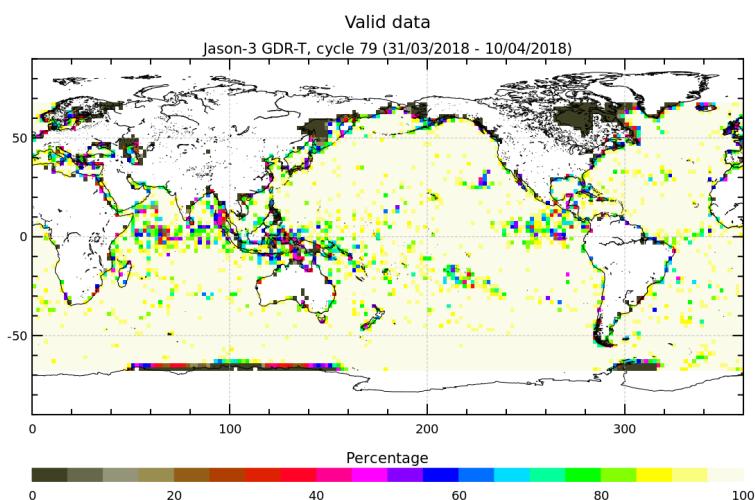 Valid data
Jason-3 GDR-T, cycle 79 (31/03/2018 - 10/04/2018)
50
0
-50
0 100 200 300
Percentage
0 20 40 60 80 100